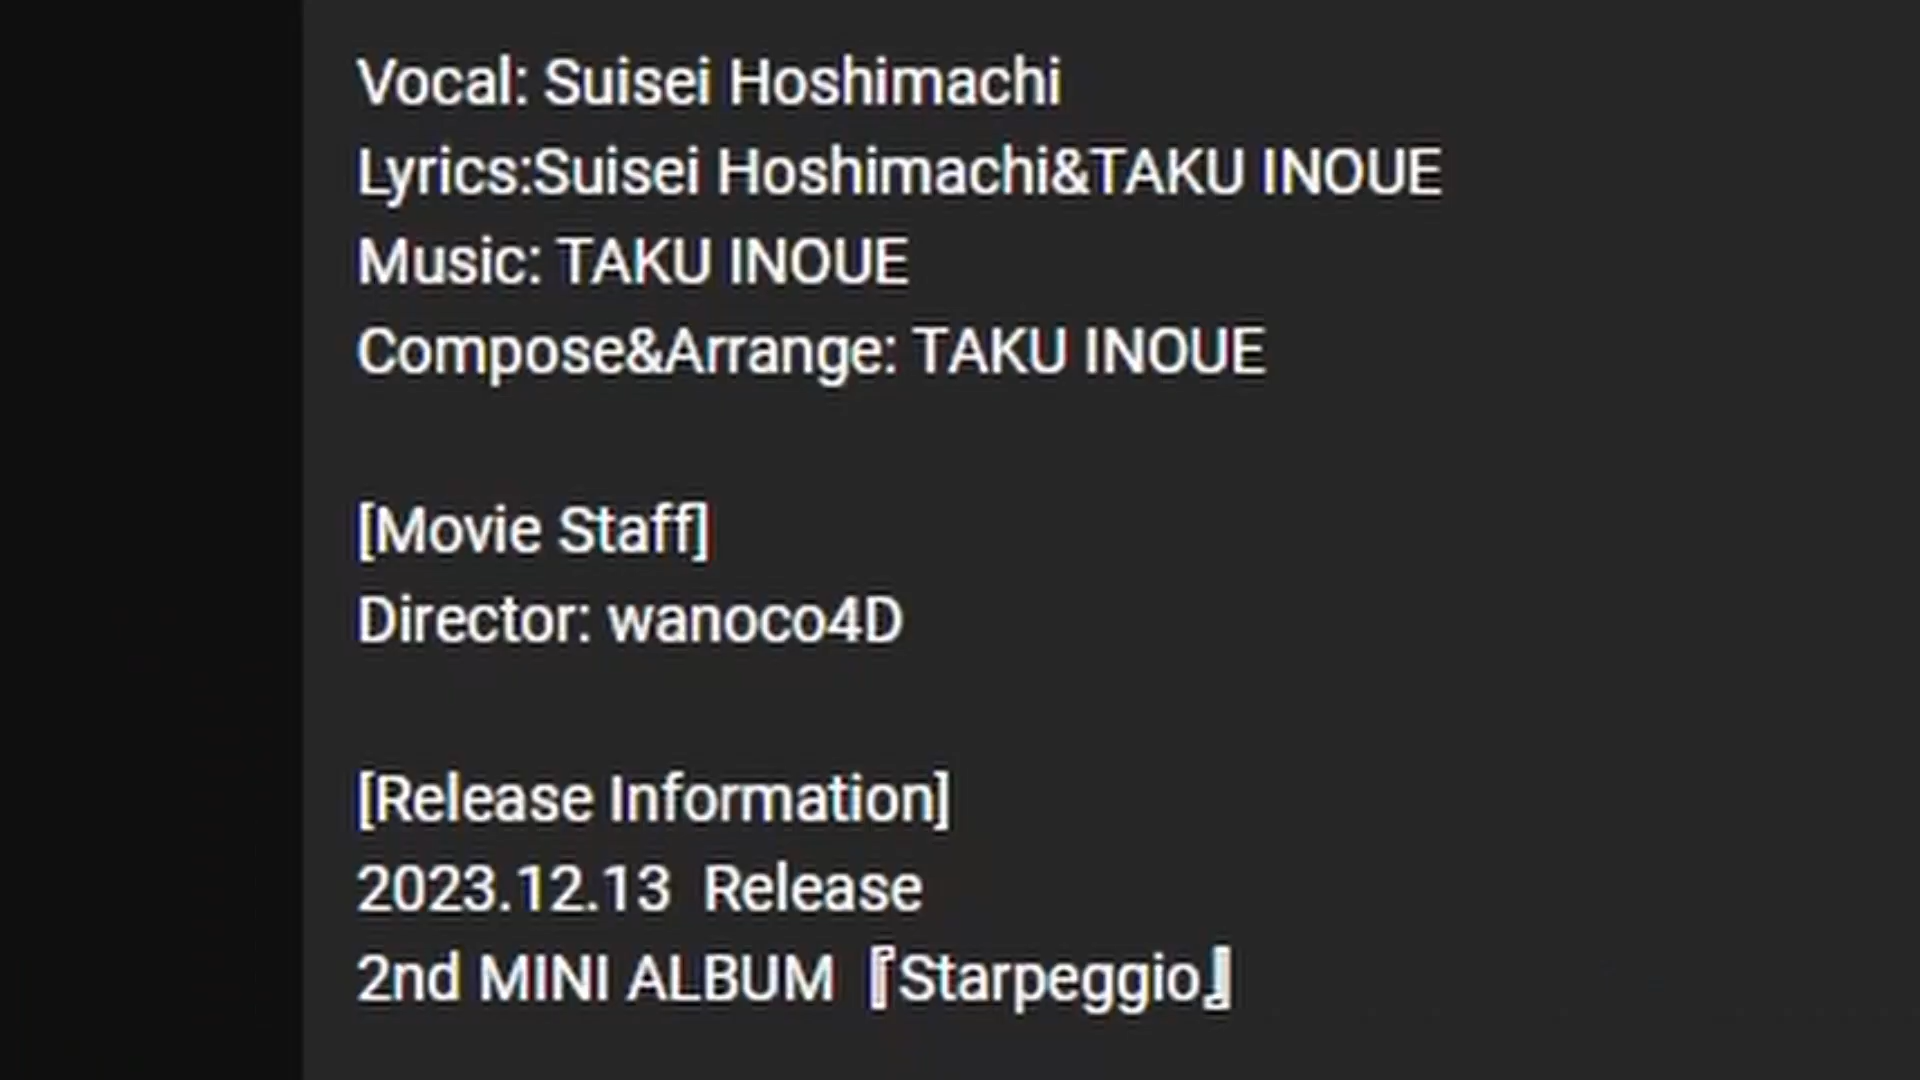 Vocal: Suisei Hoshimachi
Lyrics:Suisei Hoshimachi&TAKU INOUE
Music: TAKU INOUE
Compose&Arrange: TAKU INOUE
[Movie Staff]
Director: wanoco4D
[Release Information]
2023.12.13  Release
2nd MINI ALBUM『Starpeggio』